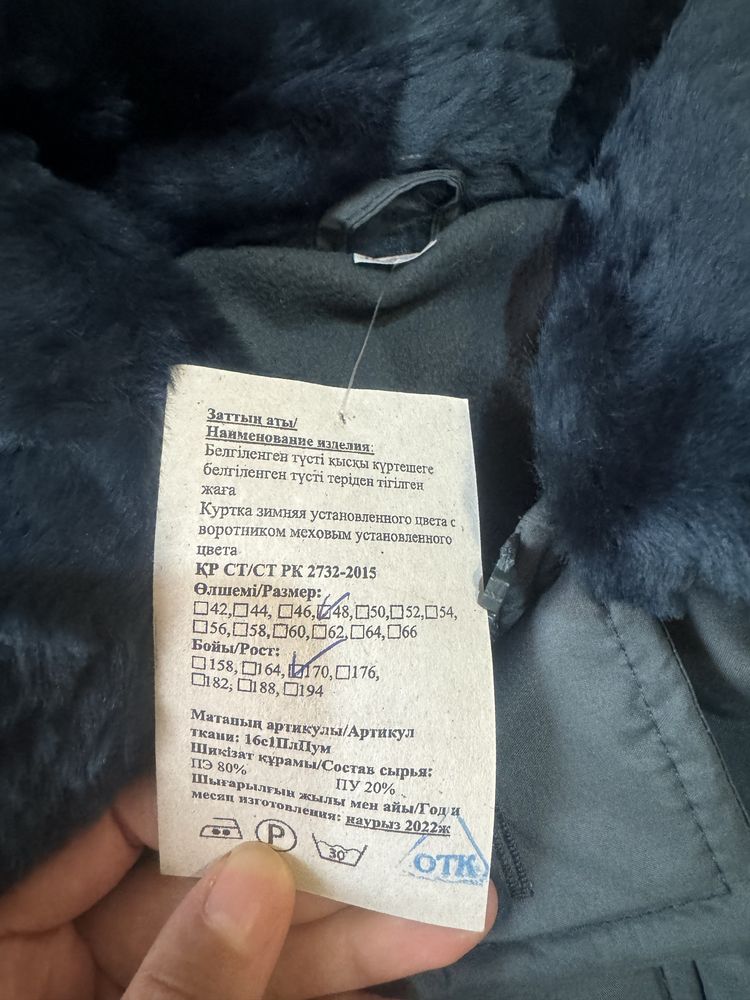 Заттың аты/
Наименование изделия:
Белгіленген түсті қысқы күртешеге
белгіленген түсті теріден тігілген
жаға
Куртка зимняя установленного цвета с
воротником меховым установленного
цвета
ҚР СТ/СТ РК 2732-2015
Өлшемі/Размер:
☐42,☐44, ☐46,☑48,☐50,☐52,☐54,
☐56,☐58,☐60,☐62,☐64,☐66
Бойы/Рост:
☐158,☐164,☑170,☐176,
☐182;☐188,☐194
Матаның артикулы/Артикул
ткани: 16с1ПлПум
Шикізат құрамы/Состав сырья:
ПЭ 80% ПУ 20%
Шығарылғын жылы мен айы/Год и
месяц изготовления: наурыз 2022ж
P 30 ОТК